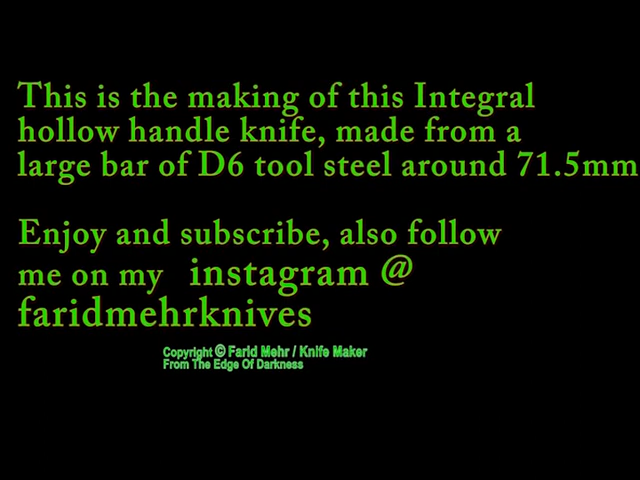 This is the making of this Integral
hollow handle knife, made from a
large bar of D6 tool steel around 71.5mm
Enjoy and subscribe, also follow
me on my instagram @
faridmehrknives
Copyright © Farid Mehr / Knife Maker
From The Edge Of Darkness